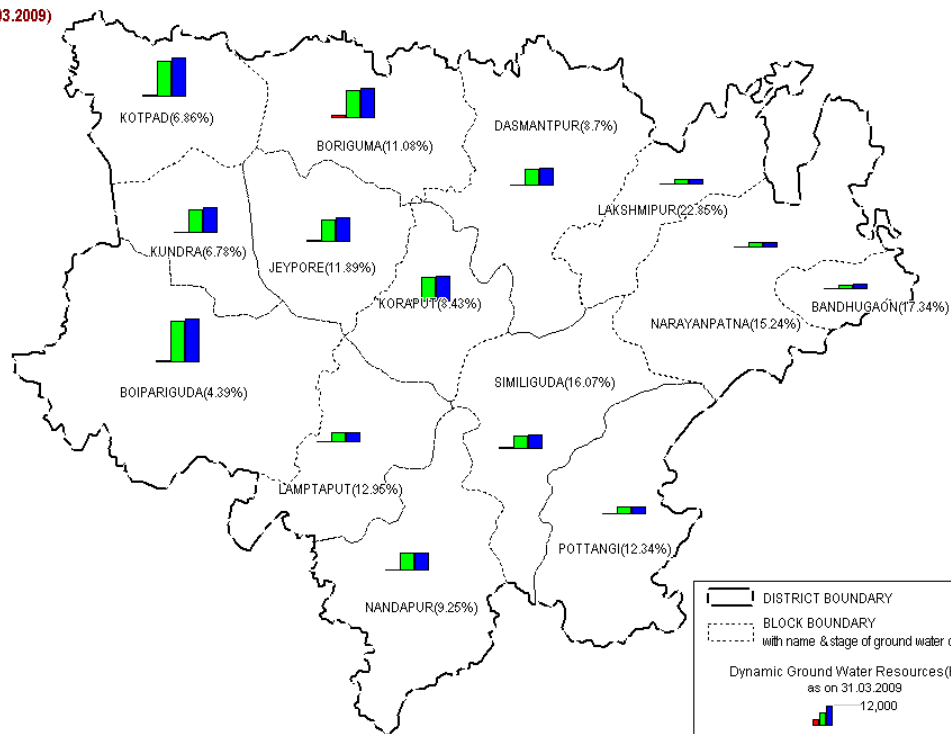 03.2009)
KOTPAD(6.86%)
BORIGUMA(11.08%)
DASMANTPUR(8.7%)
LAKSHMIPUR(22.85%)
KUNDRA(6.78%)
JEYPORE(11.89%)
KORAPUT(8.43%)
BANDHUGAON(17.34%)
NARAYANPATNA(15.24%)
BOIPARIGUDA(4.39%)
SIMILIGUDA(16.07%)
LAMPTAPUT(12.95%)
POTTANGI(12.34%)
NANDAPUR(9.25%)
DISTRICT BOUNDARY
BLOCK BOUNDARY
with name & stage of ground water
Dynamic Ground Water Resources
as on 31.03.2009
12,000